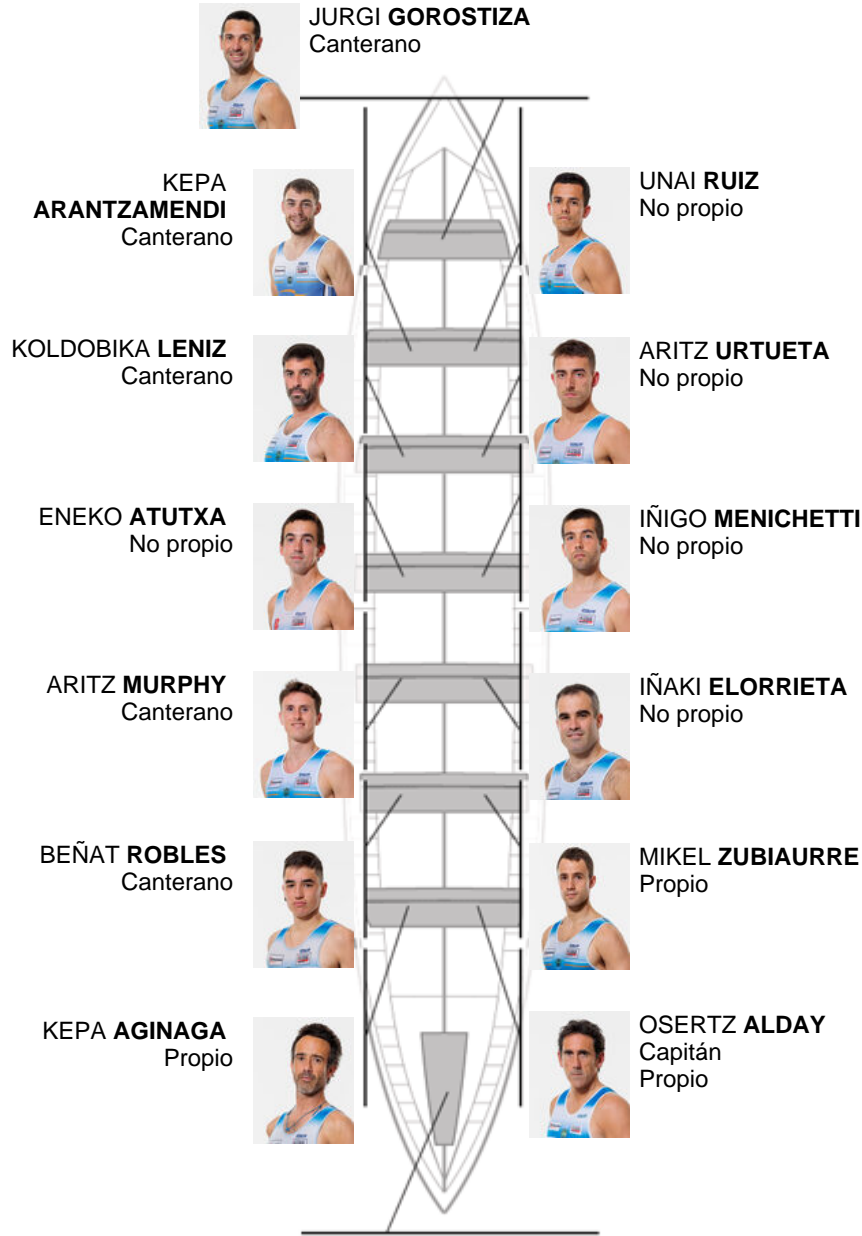 JURGI GOROSTIZA
Canterano
KEPA
ARANTZAMENDI
Canterano
UNAI RUIZ
No propio
KOLDOBIKA LENIZ
Canterano
ARITZ URTUETA
No propio
ENEKO ATUTXA
No propio
IÑIGO MENICHETTI
No propio
ARITZ MURPHY
Canterano
IÑAKI ELORRIETA
No propio
BEÑAT ROBLES
Canterano
MIKEL ZUBIAURRE
Propio
KEPA AGINAGA
Propio
OSERTZ ALDAY
Capitán
Propio